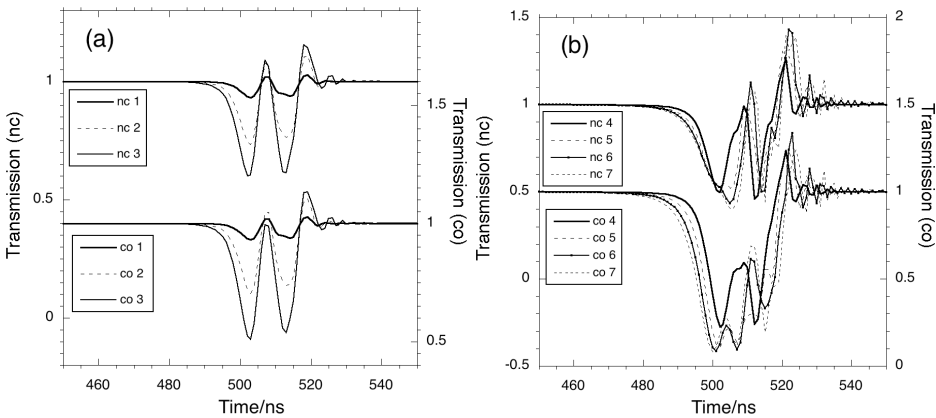 (a)
1
0.5
0
Transmission (nc)
nc 1
nc 2
nc 3
co 1
co 2
co 3
1.5
1
0.5
Transmission (co)
460 480 500 520 540
Time/ns
(b)
1.5
1
0.5
0
-0.5
Transmission (nc)
nc 4
nc 5
nc 6
nc 7
co 4
co 5
co 6
co 7
2
1.5
1
0.5
0
Transmission (co)
460 480 500 520 540
Time/ns